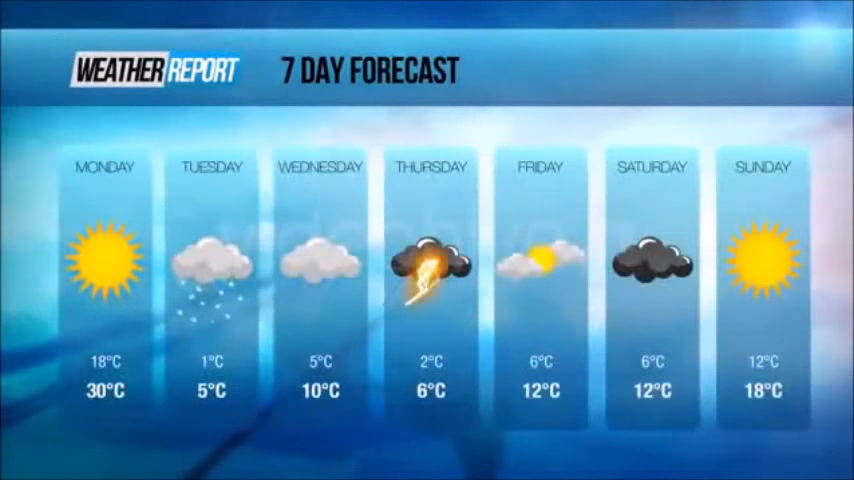 WEATHER REPORT
7 DAY FORECAST
MONDAY TUESDAY WEDNESDAY THURSDAY FRIDAY SATURDAY SUNDAY
18°C 1°C 5°C 2°C 6°C 6°C 12°C
30°C 5°C 10°C 6°C 12°C 12°C 18°C